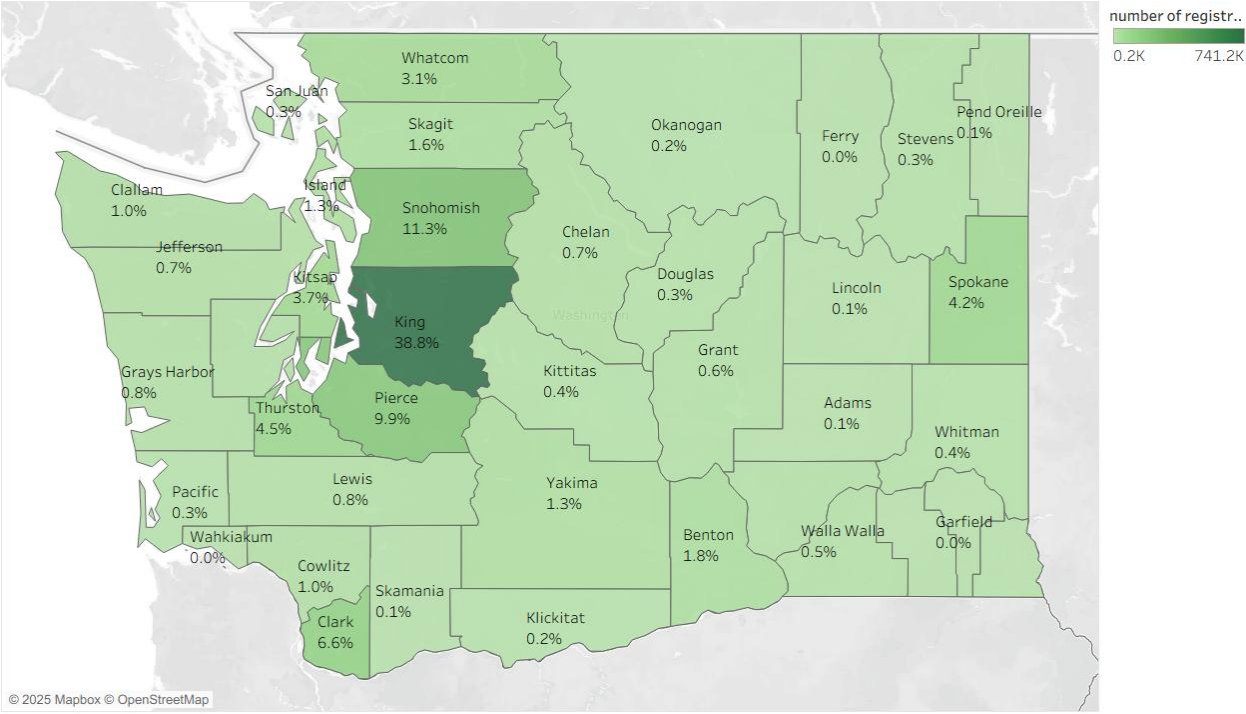 number of registr..
0.2K
741.2K
Whatcom
3.1%
San Juan
0.3%
Skagit
1.6%
Okanogan
0.2%
Ferry
0.0%
Stevens
0.3%
Pend Oreille
0.1%
Clallam
1.0%
Island
1.3%
Snohomish
11.3%
Jefferson
0.7%
Chelan
0.7%
Kitsap
3.7%
Douglas
0.3%
Lincoln
0.1%
Spokane
4.2%
Washington
King
38.8%
Grant
0.6%
Grays Harbor
0.8%
Kittitas
0.4%
Thurston
4.5%
Pierce
9.9%
Adams
0.1%
Whitman
0.4%
Lewis
0.8%
Yakima
1.3%
Pacific
0.3%
Wahkiakum
0.0%
Benton
1.8%
Walla Walla
0.5%
Garfield
0.0%
Cowlitz
1.0%
Skamania
0.1%
Clark
6.6%
Klickitat
0.2%
© 2025 Mapbox © OpenStreetMap